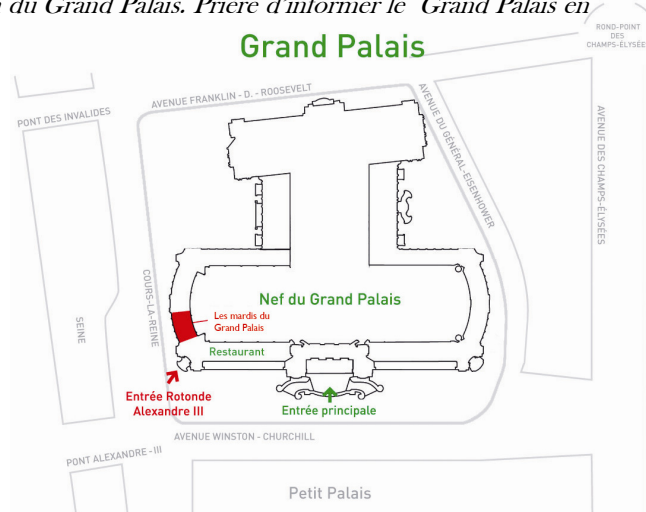 du Grand Palais. Prière d'informer le Grand Palais en
ROND-POINT
DES
CHAMPS-ÉLYSÉE
Grand Palais
AVENUE FRANKLIN - D. - ROOSEVELT
PONT DES INVALIDES
AVENUE DU GÉNÉRAL-EISENHOWER
AVENUE DES CHAMPS-ÉLYSÉES
COURS-LA-REINE
SEINE
Nef du Grand Palais
Les mardis du
Grand Palais
Restaurant
Entrée Rotonde
Alexandre III
Entrée principale
AVENUE WINSTON - CHURCHILL
PONT ALEXANDRE - III
Petit Palais